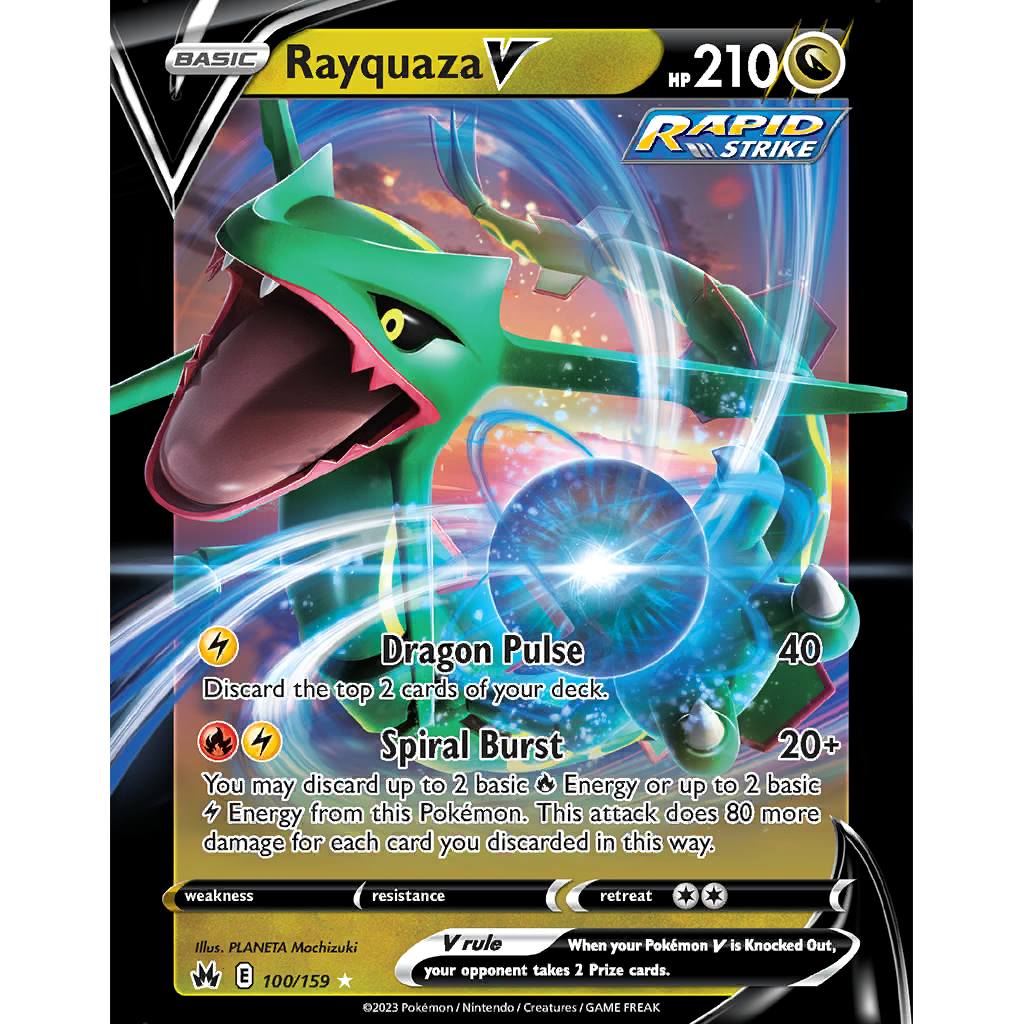 BASIC Rayquaza V HP 210
RAPID
STRIKE
Dragon Pulse 40
Discard the top 2 cards of your deck.
Spiral Burst 20+
You may discard up to 2 basic Energy or up to 2 basic
Energy from this Pokémon. This attack does 80 more
damage for each card you discarded in this way.
weakness resistance retreat
Illus. PLANETA Mochizuki
V rule When your Pokémon V is Knocked Out,
your opponent takes 2 Prize cards.
E 100/159
©2023 Pokémon / Nintendo / Creatures / GAME FREAK